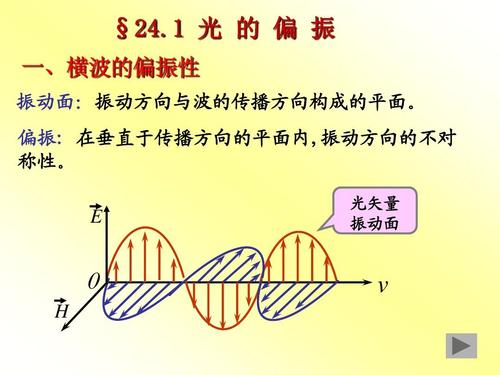 §24.1 光 的 偏 振
一、横波的偏振性
振动面：振动方向与波的传播方向构成的平面。
偏振：在垂直于传播方向的平面内,振动方向的不对
称性。
光矢量
振动面
E
O
v
H